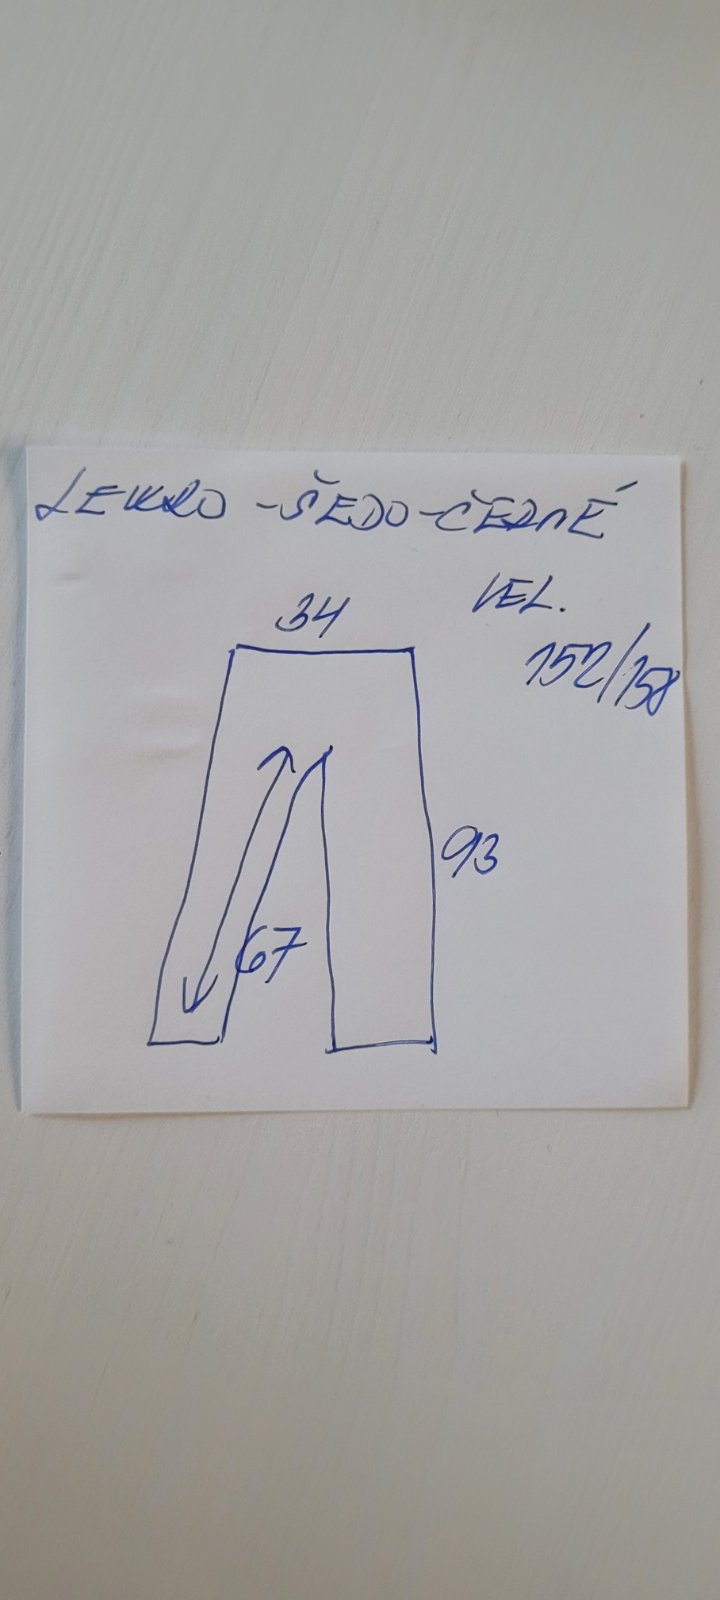 LEKRO - ŠEDO-ČERNÉ
VEL.
152/158
34
93
67